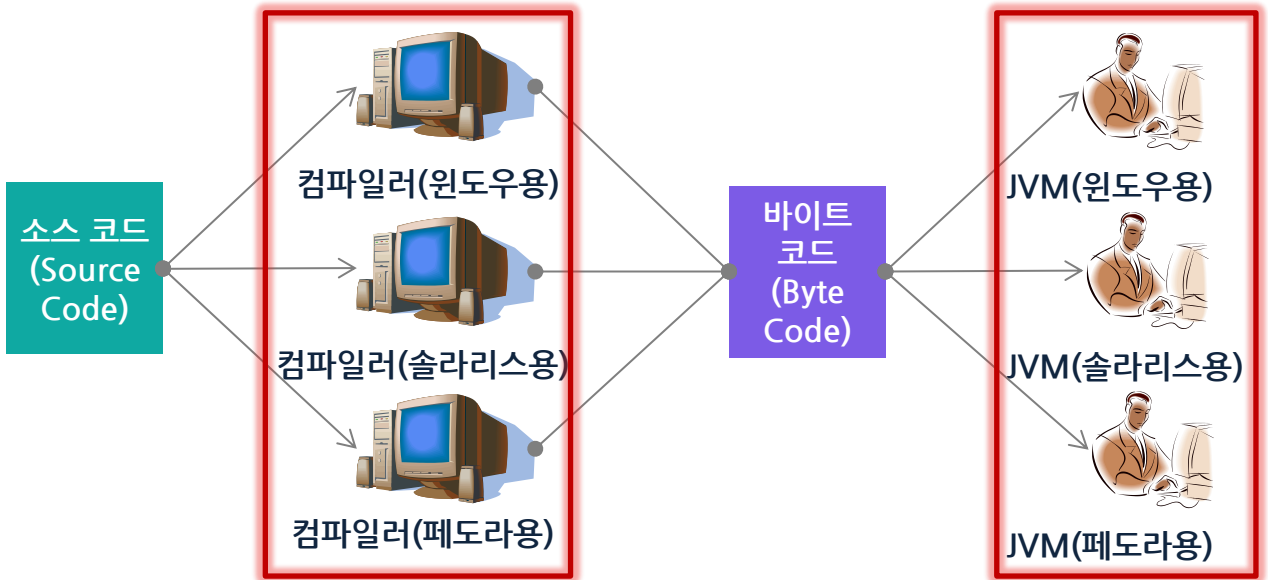 소스 코드
(Source
Code)
컴파일러(윈도우용)
컴파일러(솔라리스용)
컴파일러(페도라용)
바이트
코드
(Byte
Code)
JVM(윈도우용)
JVM(솔라리스용)
JVM(페도라용)